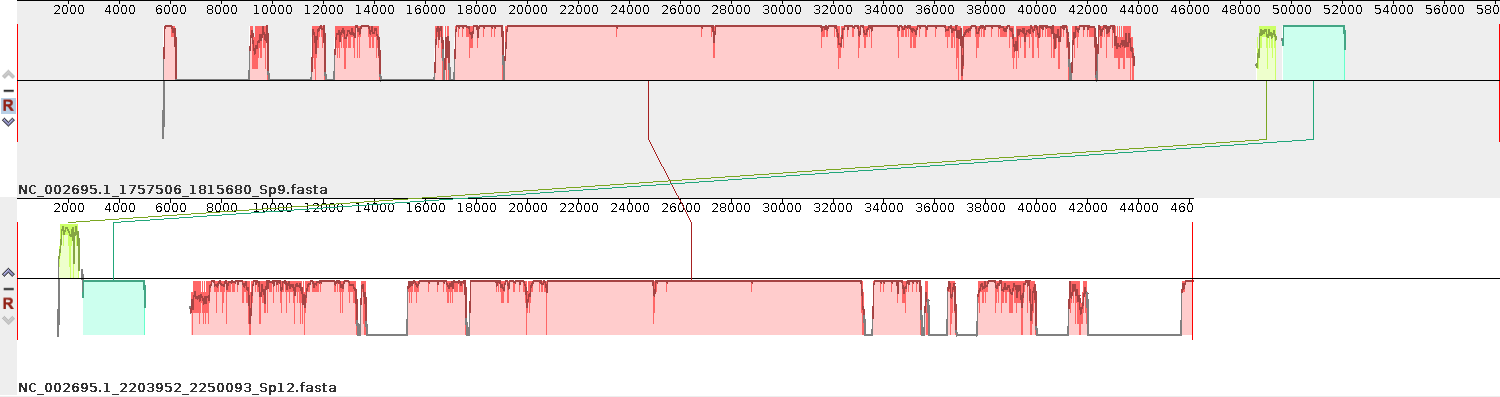 2000 4000 6000 8000 10000 12000 14000 16000 18000 20000 22000 24000 26000 28000 30000 32000 34000 36000 38000 40000 42000 44000 46000 48000 50000 52000 54000 56000 580
R
NC_002695.1_1757506_1815680_Sp9.fasta
2000 4000 6000 8000 10000 12000 14000 16000 18000 20000 22000 24000 26000 28000 30000 32000 34000 36000 38000 40000 42000 44000 460
R
NC_002695.1_2203952_2250093_Sp12.fasta